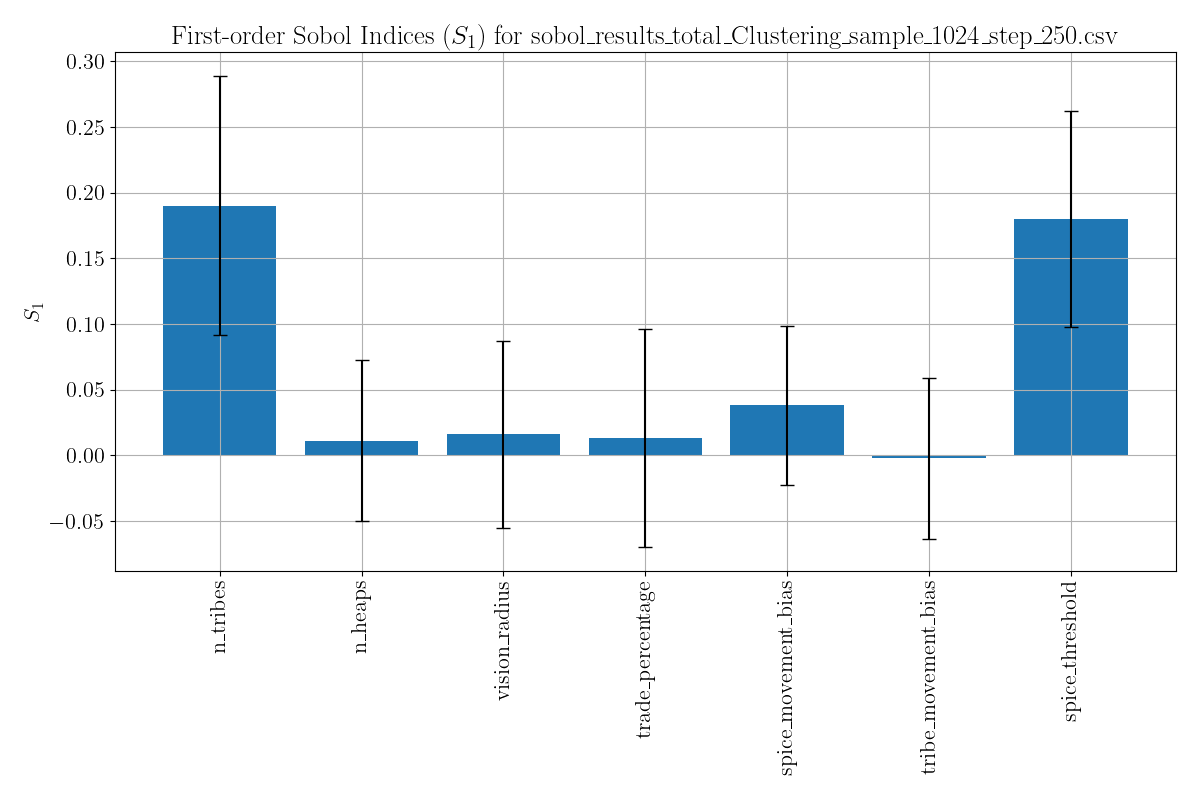 First-order Sobol Indices (S₁) for sobol_results_total_Clustering_sample_1024_step_250.csv
0.30
0.25
0.20
0.15
0.10
0.05
0.00
−0.05
S₁
n_tribes
n_heaps
vision_radius
trade_percentage
spice_movement_bias
tribe_movement_bias
spice_threshold